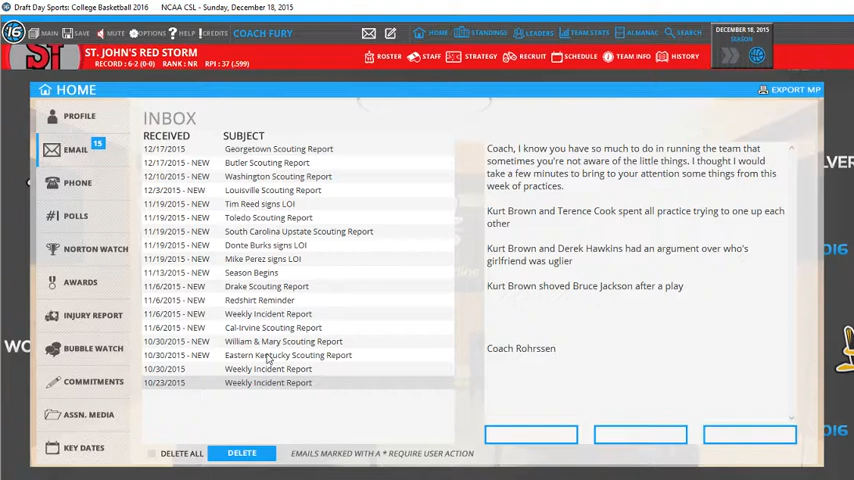 Draft Day Sports: College Basketball 2016 NCAA CSL - Sunday, December 18, 2015
'16 MAIN SAVE MUTE OPTIONS HELP CREDITS COACH FURY HOME STANDINGS LEADERS TEAM STATS ALMANAC SEARCH DECEMBER 18, 2015
SEASON
ST. JOHN'S RED STORM
RECORD: 6-2 (0-0) RANK: NR RPI: 37 (.599)
ROSTER STAFF STRATEGY RECRUIT SCHEDULE TEAM INFO HISTORY
HOME EXPORT MP
PROFILE
EMAIL 15
PHONE
POLLS
NORTON WATCH
AWARDS
INJURY REPORT
BUBBLE WATCH
COMMITMENTS
ASSN. MEDIA
KEY DATES
INBOX
RECEIVED SUBJECT
12/17/2015 Georgetown Scouting Report
12/17/2015 - NEW Butler Scouting Report
12/10/2015 - NEW Washington Scouting Report
12/3/2015 - NEW Louisville Scouting Report
11/19/2015 - NEW Tim Reed signs LOI
11/19/2015 - NEW Toledo Scouting Report
11/19/2015 - NEW South Carolina Upstate Scouting Report
11/19/2015 - NEW Donte Burks signs LOI
11/19/2015 - NEW Mike Perez signs LOI
11/13/2015 - NEW Season Begins
11/6/2015 - NEW Drake Scouting Report
11/6/2015 - NEW Redshirt Reminder
11/6/2015 - NEW Weekly Incident Report
11/6/2015 - NEW Cal-Irvine Scouting Report
10/30/2015 - NEW William & Mary Scouting Report
10/30/2015 - NEW Eastern Kentucky Scouting Report
10/30/2015 Weekly Incident Report
10/23/2015 Weekly Incident Report
DELETE ALL DELETE EMAILS MARKED WITH A * REQUIRE USER ACTION
Coach, I know you have so much to do in running the team that
sometimes you're not aware of the little things. I thought I would
take a few minutes to bring to your attention some things from this
week of practices.
Kurt Brown and Terence Cook spent all practice trying to one up each
other
Kurt Brown and Derek Hawkins had an argument over who's
girlfriend was uglier
Kurt Brown shoved Bruce Jackson after a play
Coach Rohrssen